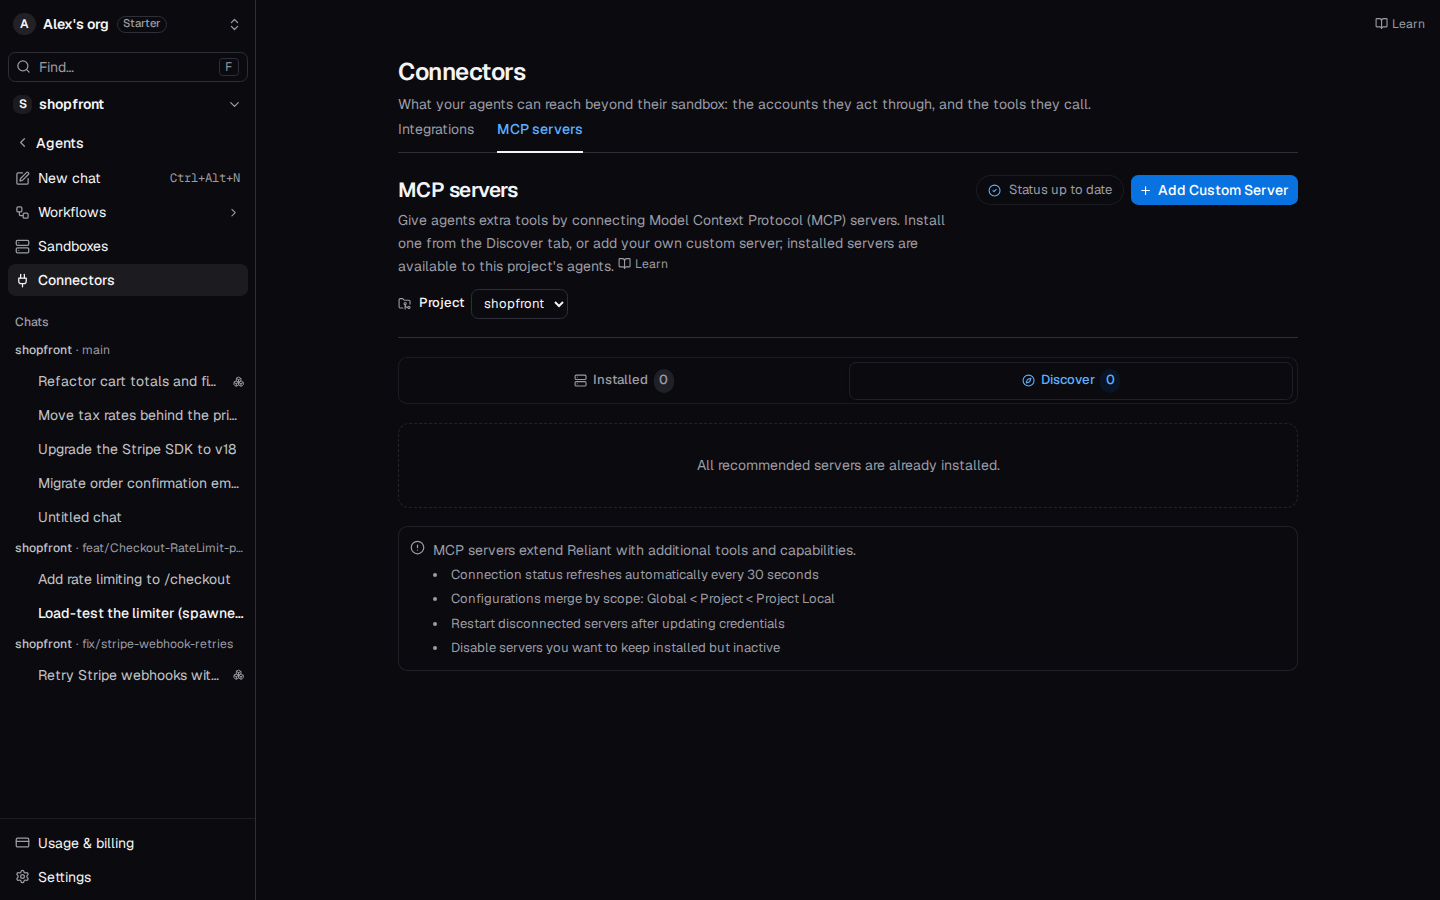 A Alex's org Starter
Find... F
S shopfront
Agents
New chat Ctrl+Alt+N
Workflows
Sandboxes
Connectors
Chats
shopfront · main
Refactor cart totals and fi...
Move tax rates behind the pri...
Upgrade the Stripe SDK to v18
Migrate order confirmation em...
Untitled chat
shopfront · feat/Checkout-RateLimit-p...
Add rate limiting to /checkout
Load-test the limiter (spawne...
shopfront · fix/stripe-webhook-retries
Retry Stripe webhooks wit...
Usage & billing
Settings
Learn
Connectors
What your agents can reach beyond their sandbox: the accounts they act through, and the tools they call.
Integrations MCP servers
MCP servers
Status up to date
Add Custom Server
Give agents extra tools by connecting Model Context Protocol (MCP) servers. Install
one from the Discover tab, or add your own custom server; installed servers are
available to this project's agents. Learn
Project shopfront
Installed 0
Discover 0
All recommended servers are already installed.
MCP servers extend Reliant with additional tools and capabilities.
• Connection status refreshes automatically every 30 seconds
• Configurations merge by scope: Global < Project < Project Local
• Restart disconnected servers after updating credentials
• Disable servers you want to keep installed but inactive